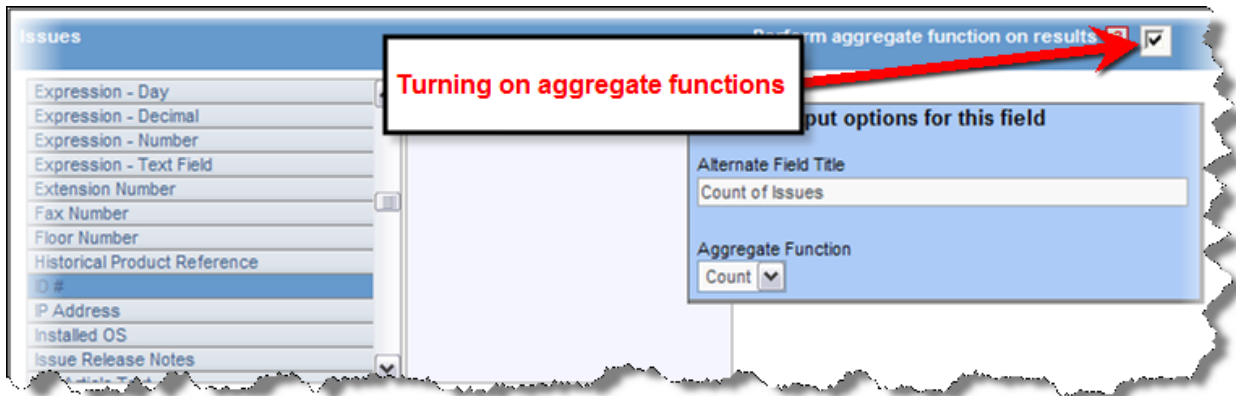 Issues
Perform aggregate function on results
Turning on aggregate functions
Expression - Day
Expression - Decimal
Expression - Number
Expression - Text Field
Extension Number
Fax Number
Floor Number
Historical Product Reference
ID #
IP Address
Installed OS
Issue Release Notes
put options for this field
Alternate Field Title
Count of Issues
Aggregate Function
Count